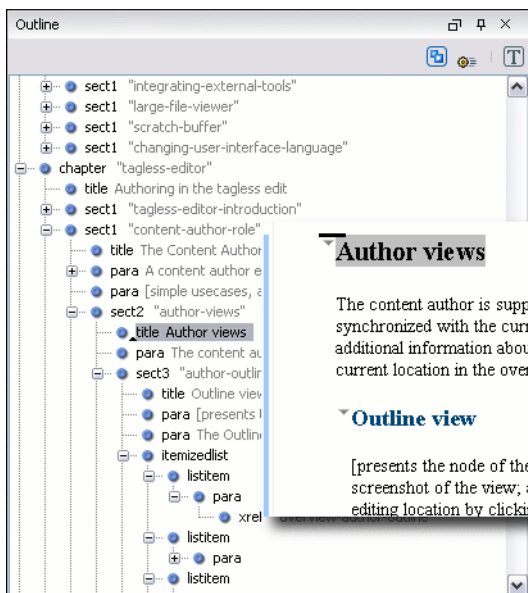 Outline
T
sect1 "integrating-external-tools"
sect1 "large-file-viewer"
sect1 "scratch-buffer"
sect1 "changing-user-interface-language"
chapter "tagless-editor"
title Authoring in the tagless edit
sect1 "tagless-editor-introduction"
sect1 "content-author-role"
title The Content Author
para A content author e
para [simple usecases, a
sect2 "author-views"
title Author views
para The content au
sect3 "author-outlin
title Outline view
para [presents
para The Outlin
itemizedlist
listitem
para
xref "overview-author-outline"
listitem
para
listitem
Author views
The content author is supp
synchronized with the curr
additional information abou
current location in the over
Outline view
[presents the node of the
screenshot of the view; a
editing location by clickin